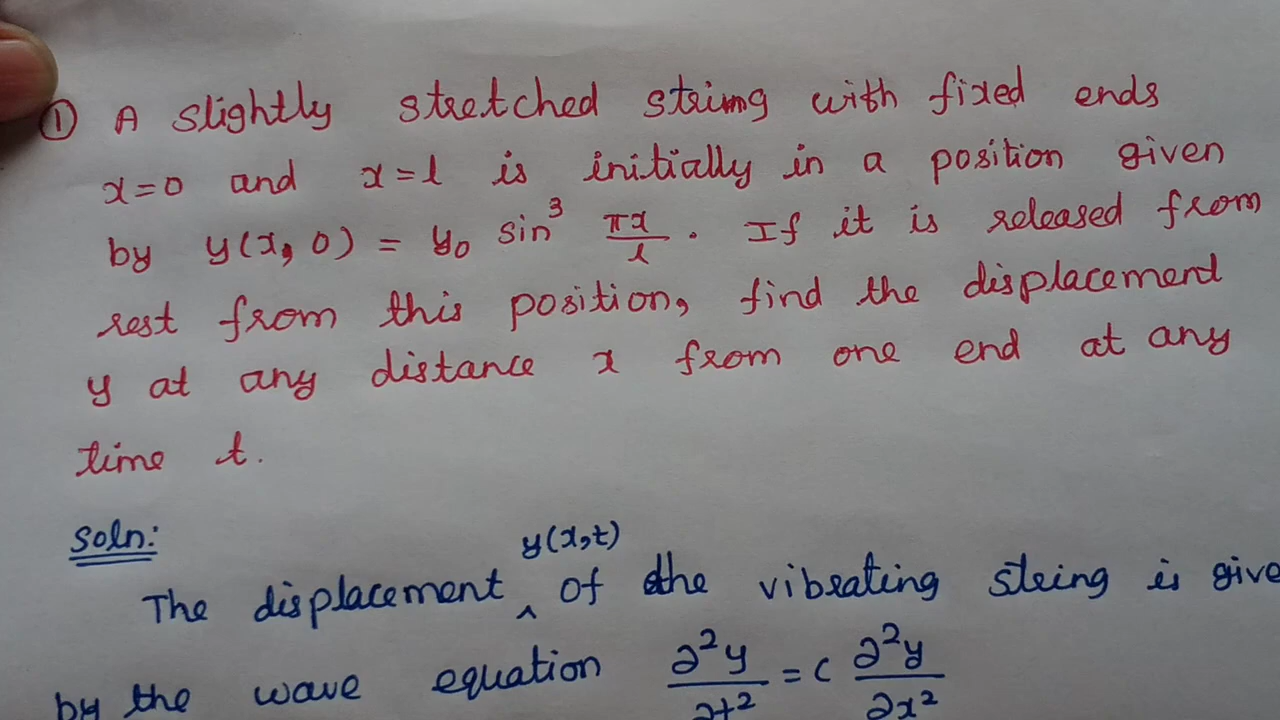 ① A slightly stretched string with fixed ends
x=0 and x=l is initially in a position given
by y(x, 0) = y₀ sin³ πx/l . If it is released from
rest from this position, find the displacement
y at any distance x from one end at any
time t.
Soln:
y(x,t)
The displacement ‸ of the vibrating string is give
by the wave equation ∂²y/∂t² = c ∂²y/∂x²